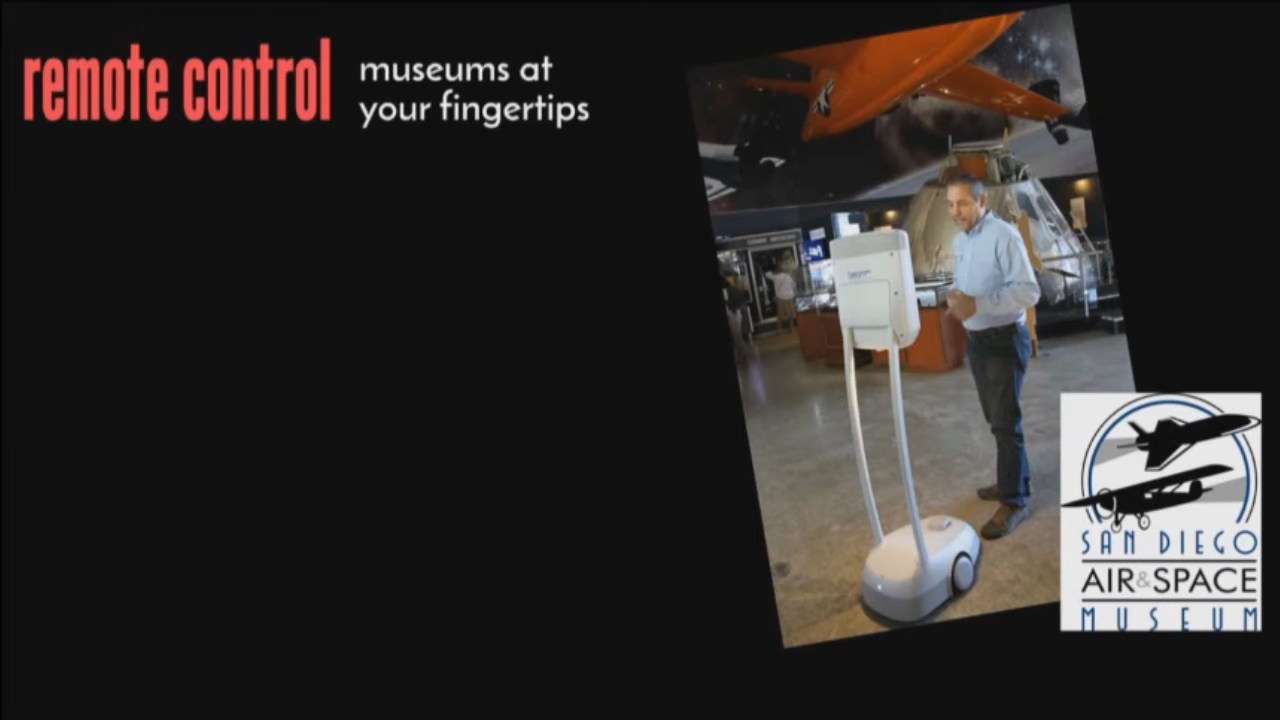 remote control
museums at
your fingertips
SAN DIEGO
AIR&SPACE
MUSEUM